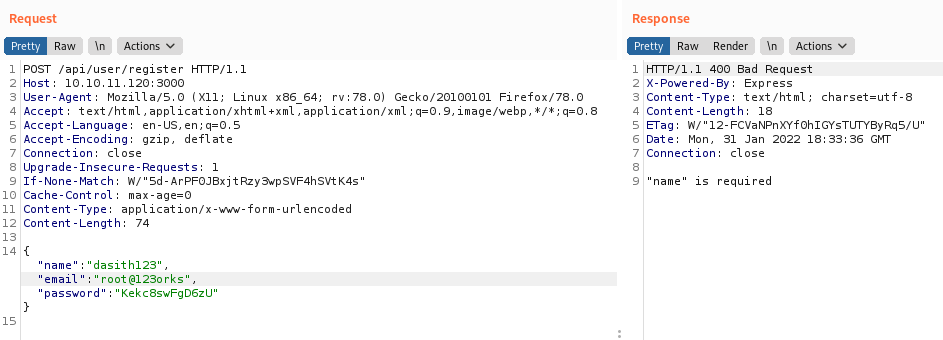 Request
Pretty Raw \n Actions
1 POST /api/user/register HTTP/1.1
2 Host: 10.10.11.120:3000
3 User-Agent: Mozilla/5.0 (X11; Linux x86_64; rv:78.0) Gecko/20100101 Firefox/78.0
4 Accept: text/html,application/xhtml+xml,application/xml;q=0.9,image/webp,*/*;q=0.8
5 Accept-Language: en-US,en;q=0.5
6 Accept-Encoding: gzip, deflate
7 Connection: close
8 Upgrade-Insecure-Requests: 1
9 If-None-Match: W/"5d-ArPF0JBxjtRzy3wpSVF4hSVtK4s"
10 Cache-Control: max-age=0
11 Content-Type: application/x-www-form-urlencoded
12 Content-Length: 74
13
14 {
"name":"dasith123",
"email":"root@123orks",
"password":"Kekc8swFgD6zU"
}
15
Response
Pretty Raw Render \n Actions
1 HTTP/1.1 400 Bad Request
2 X-Powered-By: Express
3 Content-Type: text/html; charset=utf-8
4 Content-Length: 18
5 ETag: W/"12-FCVaNPnXYf0hIGYsTUTYByRq5/U"
6 Date: Mon, 31 Jan 2022 18:33:36 GMT
7 Connection: close
8
9 "name" is required